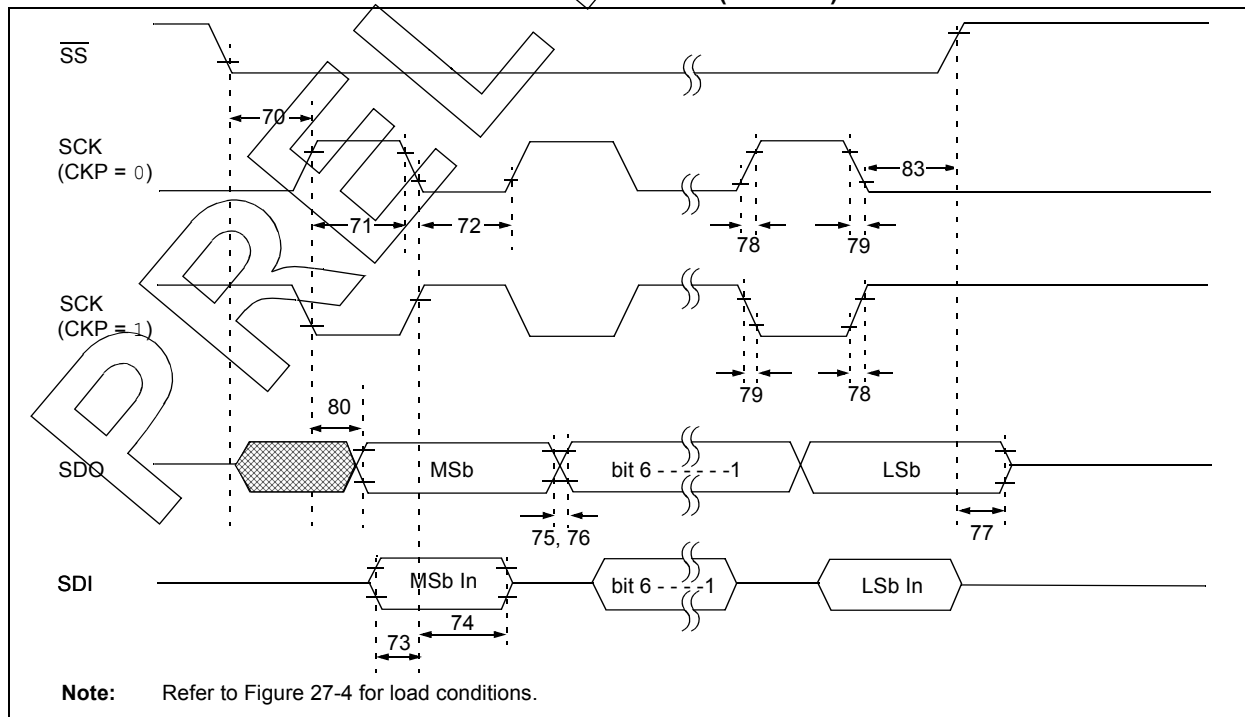 SS
70
SCK
(CKP = 0)
83
71
72
78
79
SCK
(CKP = 1)
79
78
80
SDO
MSb
bit 6 - - - - - -1
LSb
75, 76
77
SDI
MSb In
bit 6 - - - -1
LSb In
74
73
Note: Refer to Figure 27-4 for load conditions.
PREL